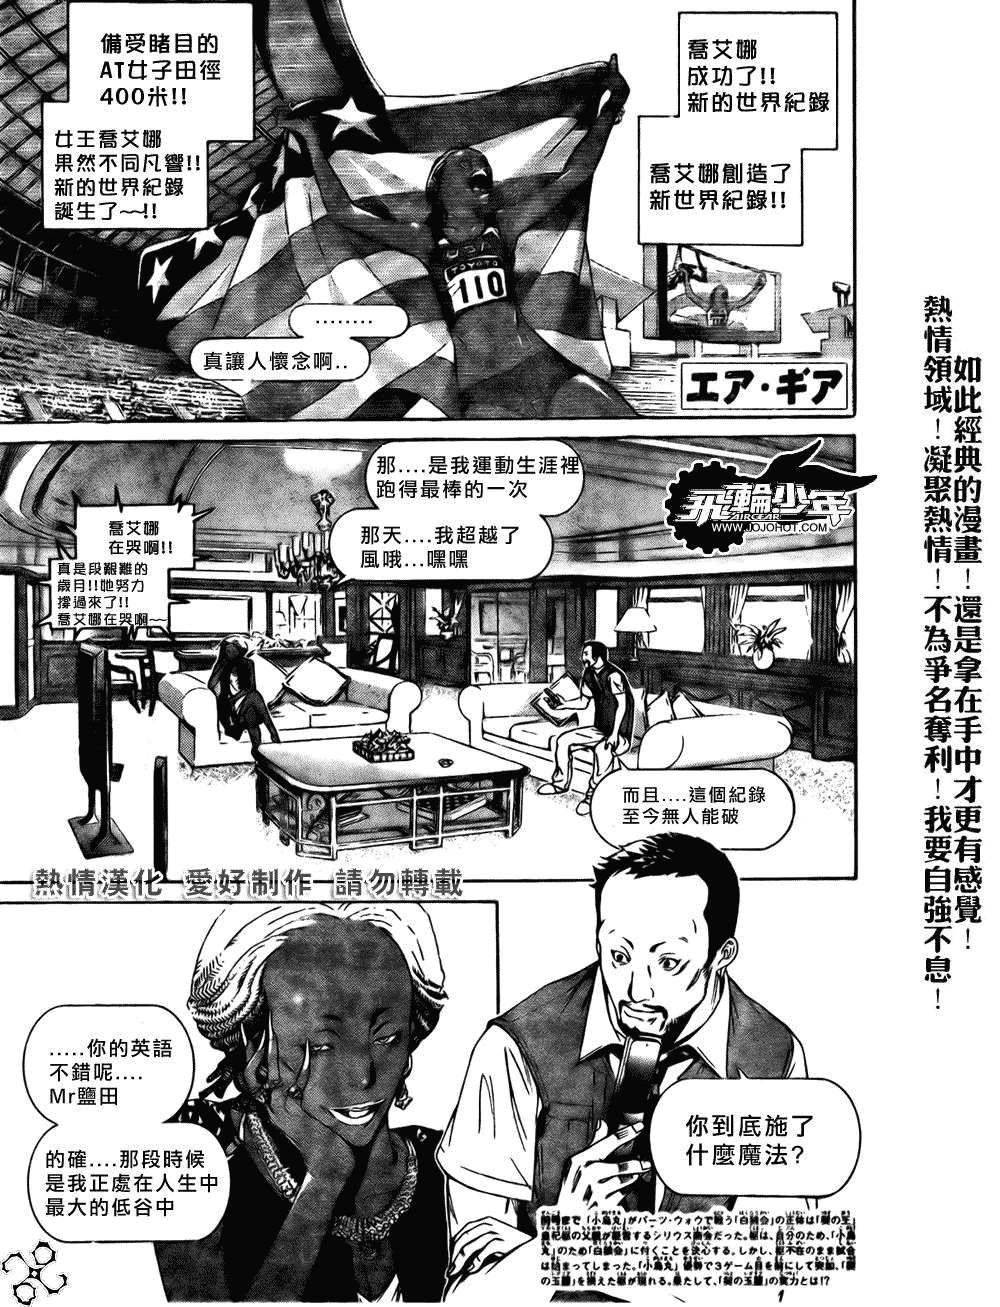 喬艾娜
成功了!!
新的世界紀錄
喬艾娜創造了
新世界紀錄!!
備受睹目的
AT女子田徑
400米!!
女王喬艾娜
果然不同凡響!!
新的世界紀錄
誕生了~~!!
USA
TOYOTO
110
.........
真讓人懷念啊..
エア・ギア
如此經典的漫畫!還是拿在手中才更有感覺!
熱情領域!凝聚熱情!不為爭名奪利!我要自強不息!
飛輪少年
AIRGEAR
WWW.JOJOHOT.COM
那....是我運動生涯裡
跑得最棒的一次
那天...我超越了
風哦...嘿嘿
喬艾娜
在哭啊!!
真是段艱難的
歲月!!她努力
撐過來了!!
喬艾娜在哭啊~
而且....這個紀錄
至今無人能破
熱情漢化 愛好制作 請勿轉載
你到底施了
什麼魔法?
.....你的英語
不錯呢....
Mr鹽田
的確....那段時候
是我正處在人生中
最大的低谷中
1